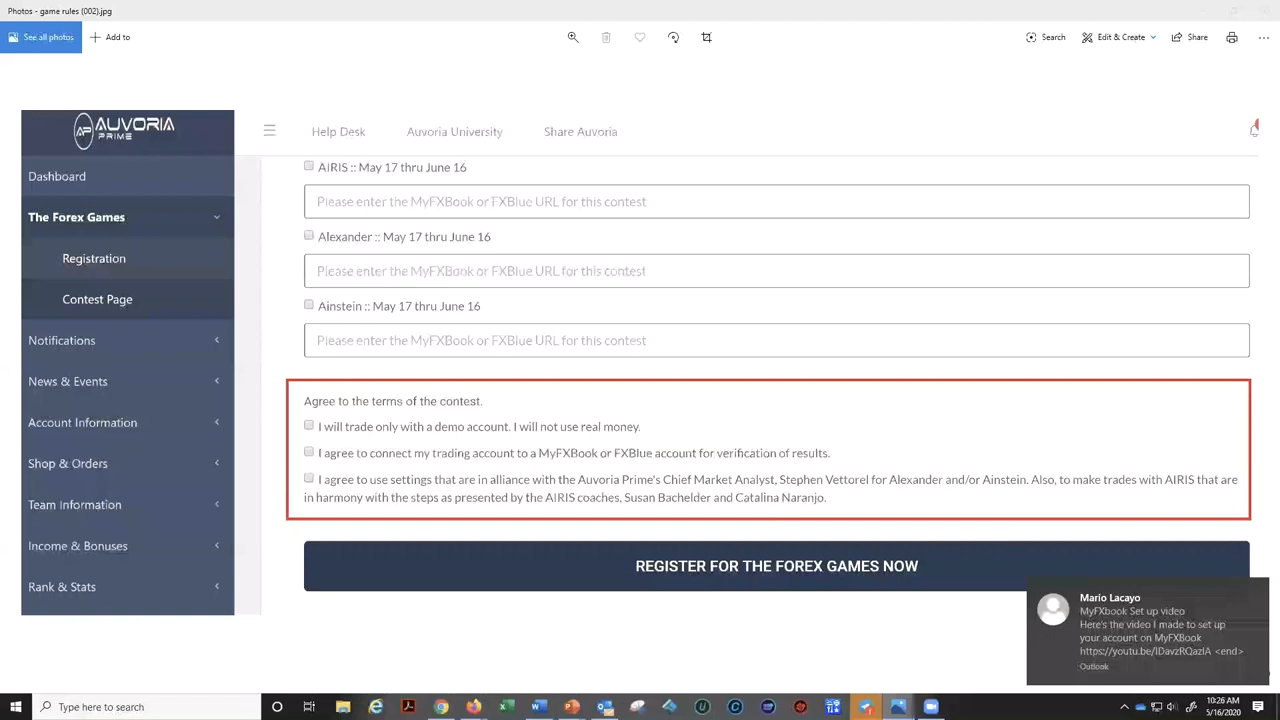 Photos - game rules (002).jpg
See all photos
Add to
Search
Edit & Create
Share
AP AUVORIA
PRIME
Help Desk
Auvoria University
Share Auvoria
Dashboard
The Forex Games
Registration
Contest Page
Notifications
News & Events
Account Information
Shop & Orders
Team Information
Income & Bonuses
Rank & Stats
AIRIS :: May 17 thru June 16
Please enter the MyFXBook or FXBlue URL for this contest
Alexander :: May 17 thru June 16
Please enter the MyFXBook or FXBlue URL for this contest
Ainstein :: May 17 thru June 16
Please enter the MyFXBook or FXBlue URL for this contest
Agree to the terms of the contest.
I will trade only with a demo account. I will not use real money.
I agree to connect my trading account to a MyFXBook or FXBlue account for verification of results.
I agree to use settings that are in alliance with the Auvoria Prime's Chief Market Analyst, Stephen Vettorel for Alexander and/or Ainstein. Also, to make trades with AIRIS that are
in harmony with the steps as presented by the AIRIS coaches, Susan Bachelder and Catalina Naranjo.
REGISTER FOR THE FOREX GAMES NOW
Mario Lacayo
MyFXbook Set up video
Here's the video I made to set up
your account on MyFXBook
https://youtu.be/IDavzRQazlA <end>
Outlook
Type here to search
10:26 AM
5/16/2020